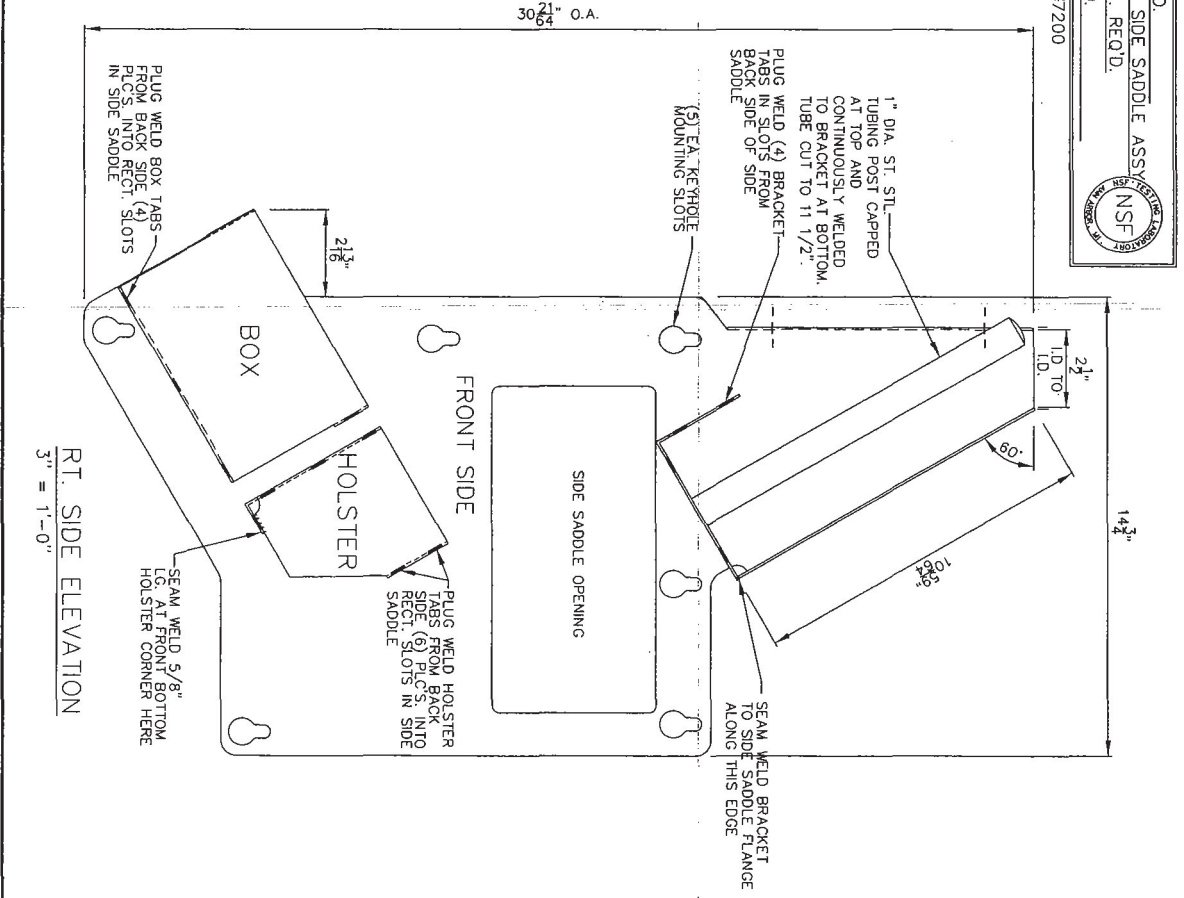 O.
SIDE SADDLE ASSY
REQ'D.
7200
NSF TESTING LABORATORY
ANN ARBOR, MI
NSF
30 21/64" O.A.
1" DIA. ST. STL.
TUBING POST CAPPED
AT TOP AND
CONTINUOUSLY WELDED
TO BRACKET AT BOTTOM.
TUBE CUT TO 11 1/2".
PLUG WELD (4) BRACKET
TABS IN SLOTS FROM
BACK SIDE OF SIDE
SADDLE
(5) EA. KEYHOLE
MOUNTING SLOTS
PLUG WELD BOX TABS
FROM BACK SIDE (4)
PLC'S. INTO RECT. SLOTS
IN SIDE SADDLE
2 13/16"
2 1/2"
I.D TO
I.D.
60°
10 59/64"
14 3/4"
BOX
HOLSTER
FRONT SIDE
SIDE SADDLE OPENING
SEAM WELD BRACKET
TO SIDE SADDLE FLANGE
ALONG THIS EDGE
PLUG WELD HOLSTER
TABS FROM BACK
SIDE (6) PLC'S. INTO
RECT. SLOTS IN SIDE
SADDLE
SEAM WELD 5/8"
LG. AT FRONT BOTTOM
HOLSTER CORNER HERE
RT. SIDE ELEVATION
3" = 1'-0"